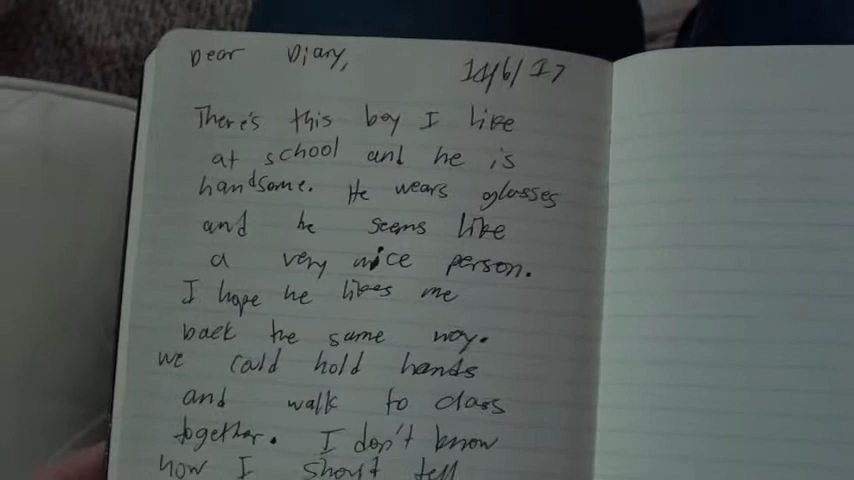 Dear Diary, 14/6/17
There's this boy I like
at school and he is
handsome. He wears glasses
and he seems like
a very nice person.
I hope he likes me
back the same way.
we could hold hands
and walk to class
together. I don't know
how I tell